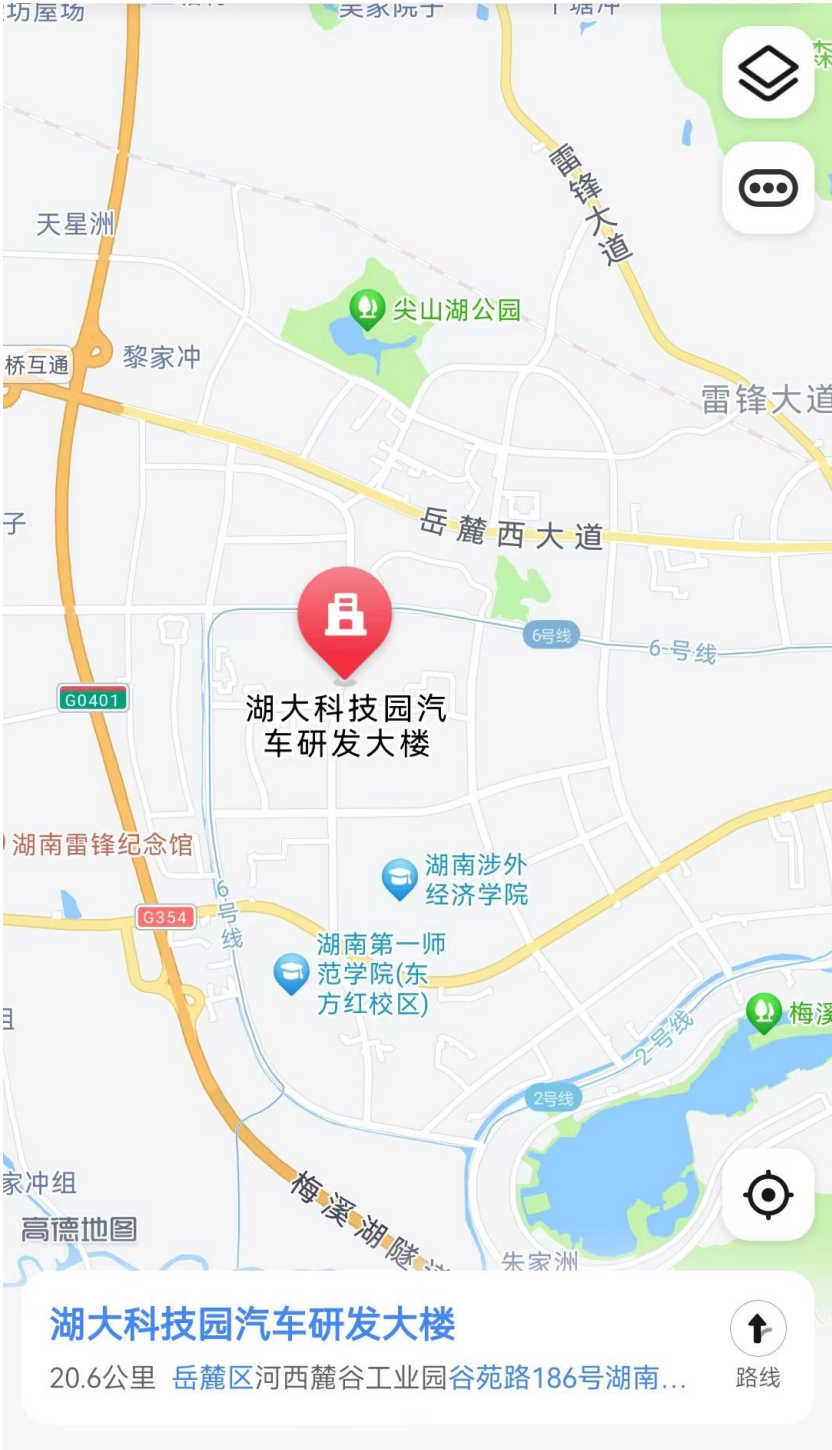 坊屋场
吴家院子
干塘冲
森
雷锋大道
天星洲
尖山湖公园
桥互通
黎家冲
雷锋大道
子
岳麓西大道
6号线
6号线
G0401
湖大科技园汽
车研发大楼
湖南雷锋纪念馆
湖南涉外
经济学院
6号线
G354
湖南第一师
范学院(东
方红校区)
组
梅溪
2号线
2号线
家冲组
梅溪湖隧道
高德地图
朱家洲
湖大科技园汽车研发大楼
20.6公里 岳麓区河西麓谷工业园谷苑路186号湖南...
路线